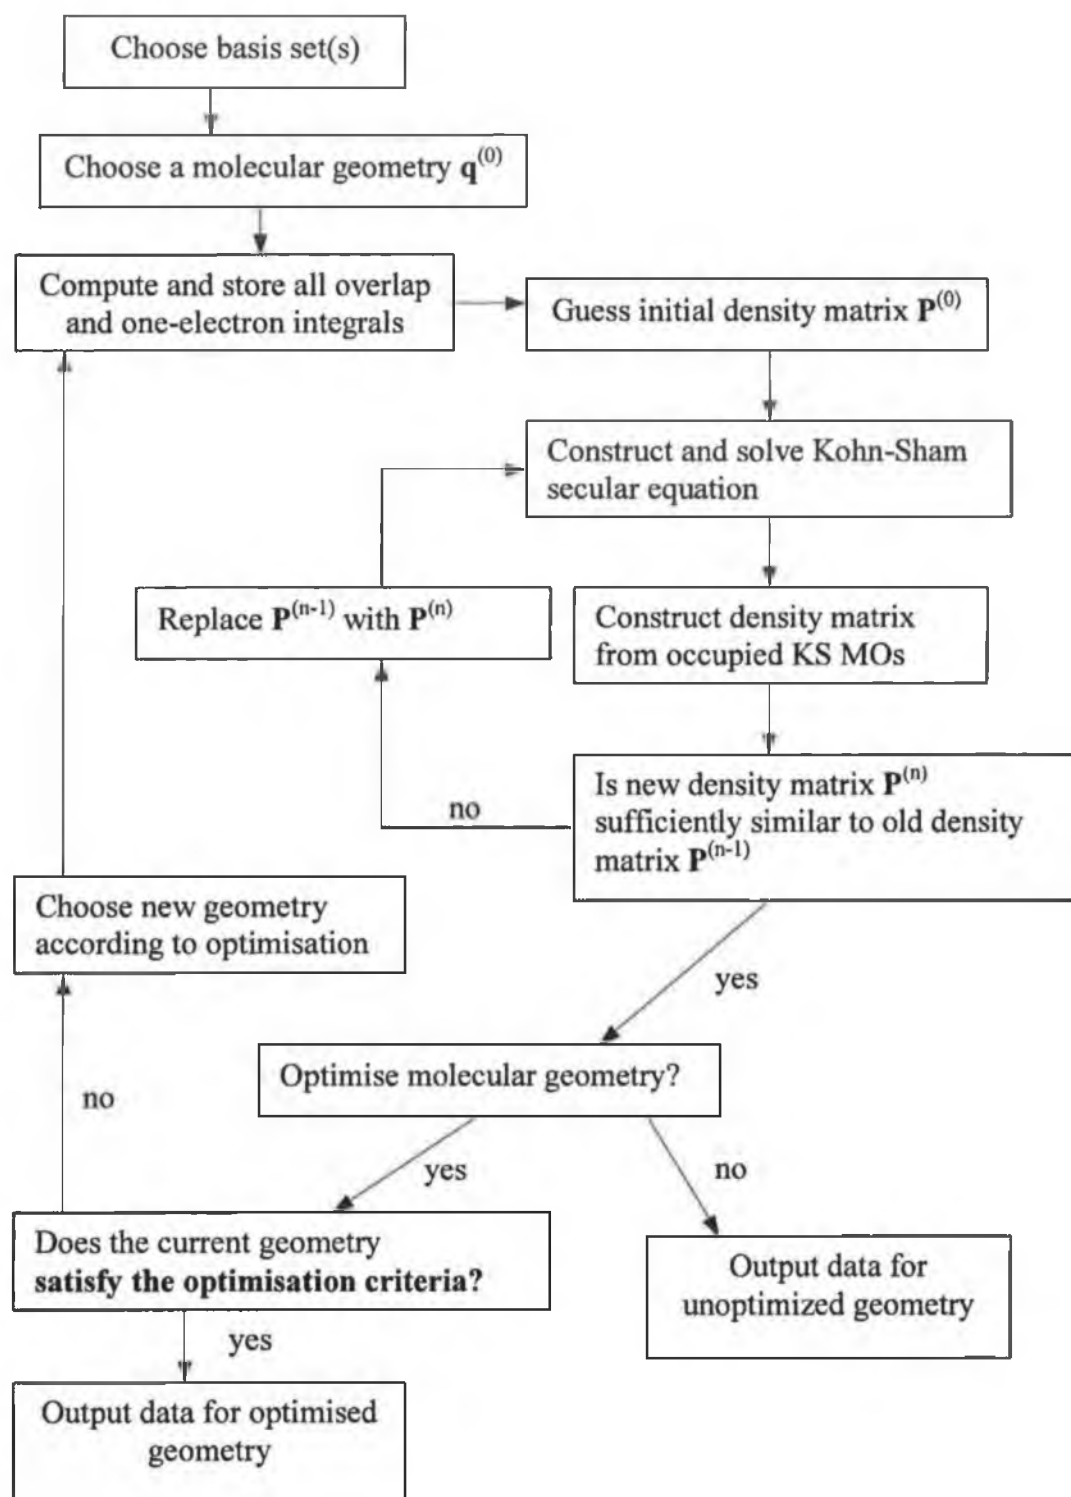 Choose basis set(s)
Choose a molecular geometry q^(0)
Compute and store all overlap
and one-electron integrals
Guess initial density matrix P^(0)
Construct and solve Kohn-Sham
secular equation
Replace P^(n-1) with P^(n)
Construct density matrix
from occupied KS MOs
Is new density matrix P^(n)
sufficiently similar to old density
matrix P^(n-1)
no
Choose new geometry
according to optimisation
yes
Optimise molecular geometry?
no
yes
no
Does the current geometry
satisfy the optimisation criteria?
Output data for
unoptimized geometry
yes
Output data for optimised
geometry